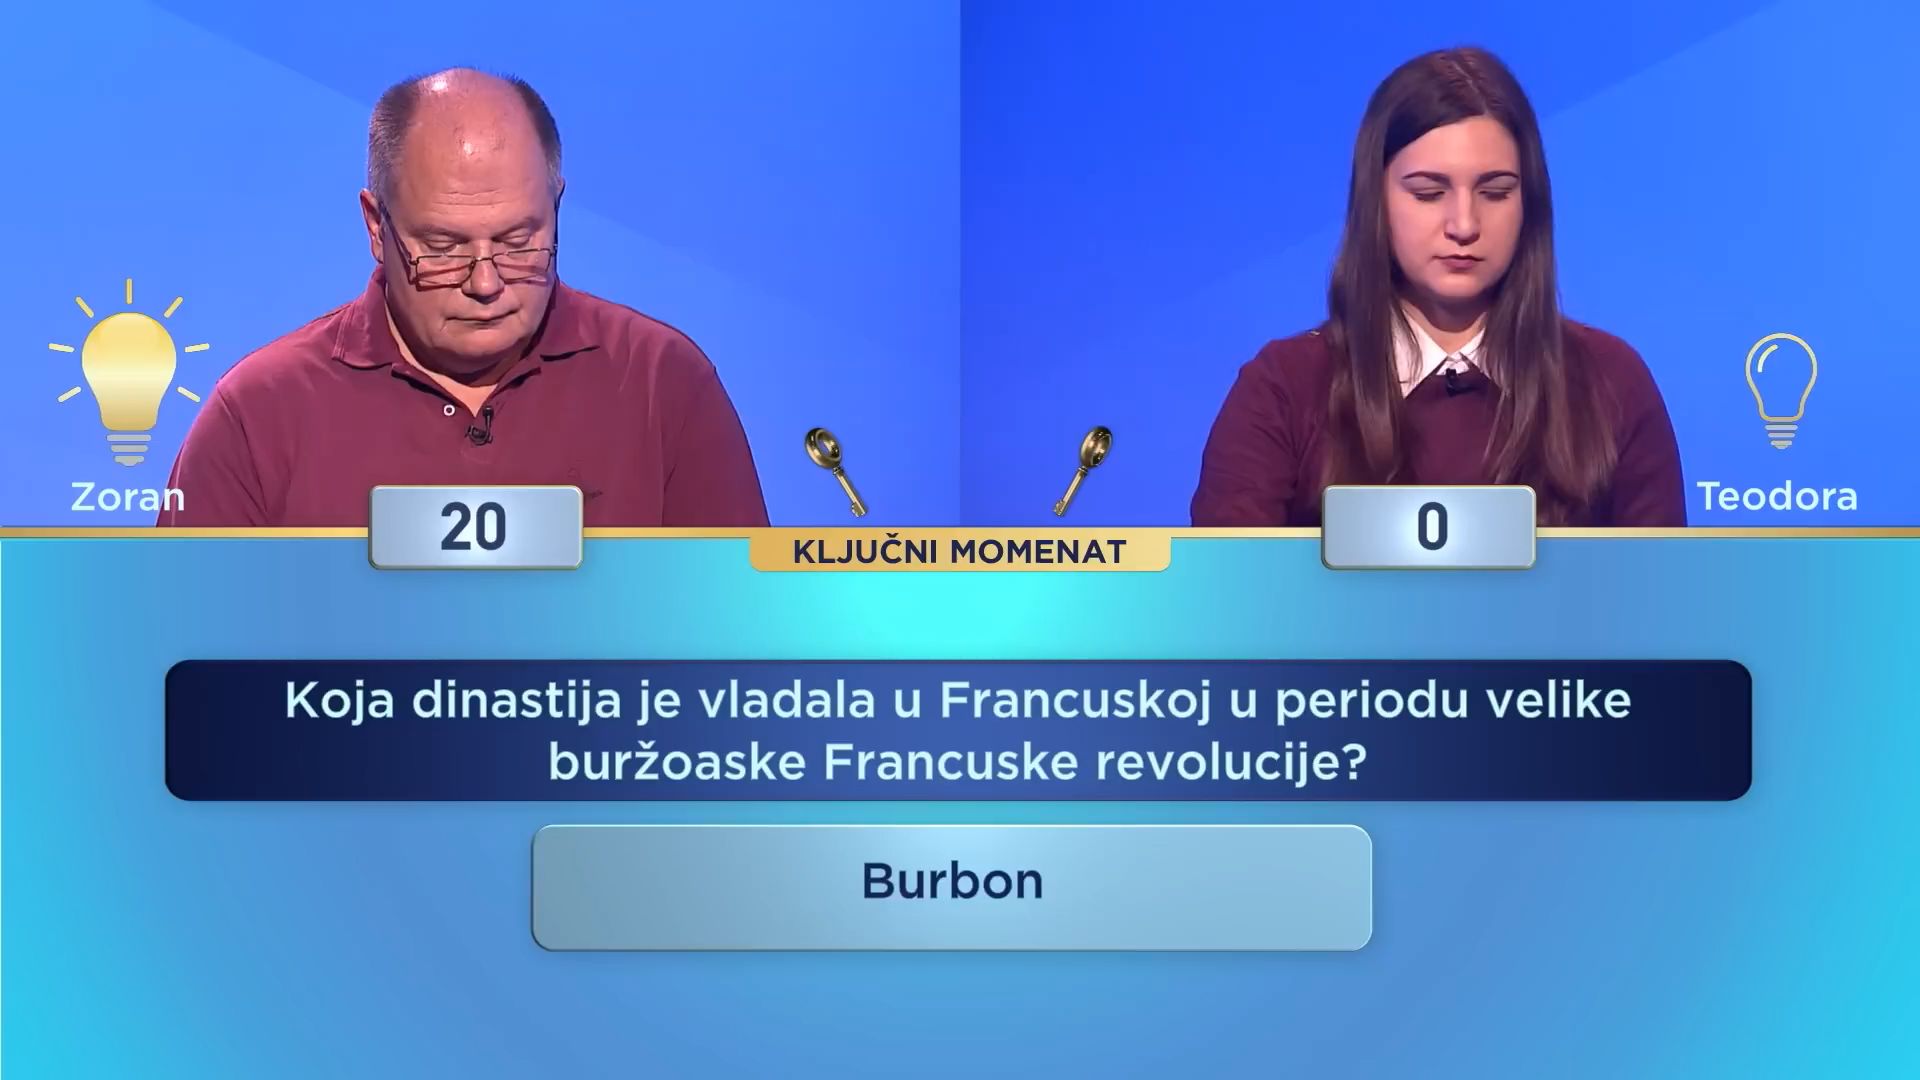 Zoran
20
KLJUČNI MOMENAT
0
Teodora
Koja dinastija je vladala u Francuskoj u periodu velike
buržoaske Francuske revolucije?
Burbon